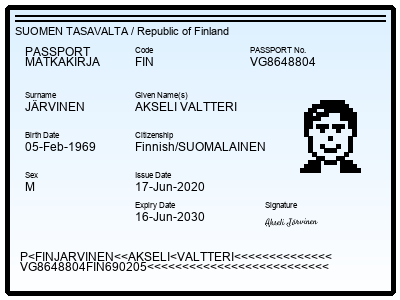 SUOMEN TASAVALTA / Republic of Finland
PASSPORT
MATKAKIRJA
Code
FIN
PASSPORT No.
VG8648804
Surname
JÄRVINEN
Given Name(s)
AKSELI VALTTERI
Birth Date
05-Feb-1969
Citizenship
Finnish/SUOMALAINEN
Sex
M
Issue Date
17-Jun-2020
Expiry Date
16-Jun-2030
Signature
Akseli Järvinen
P<FINJARVINEN<<AKSELI<VALTTERI<<<<<<<<<<<<<<
VG8648804FIN690205<<<<<<<<<<<<<<<<<<<<<<<<<<